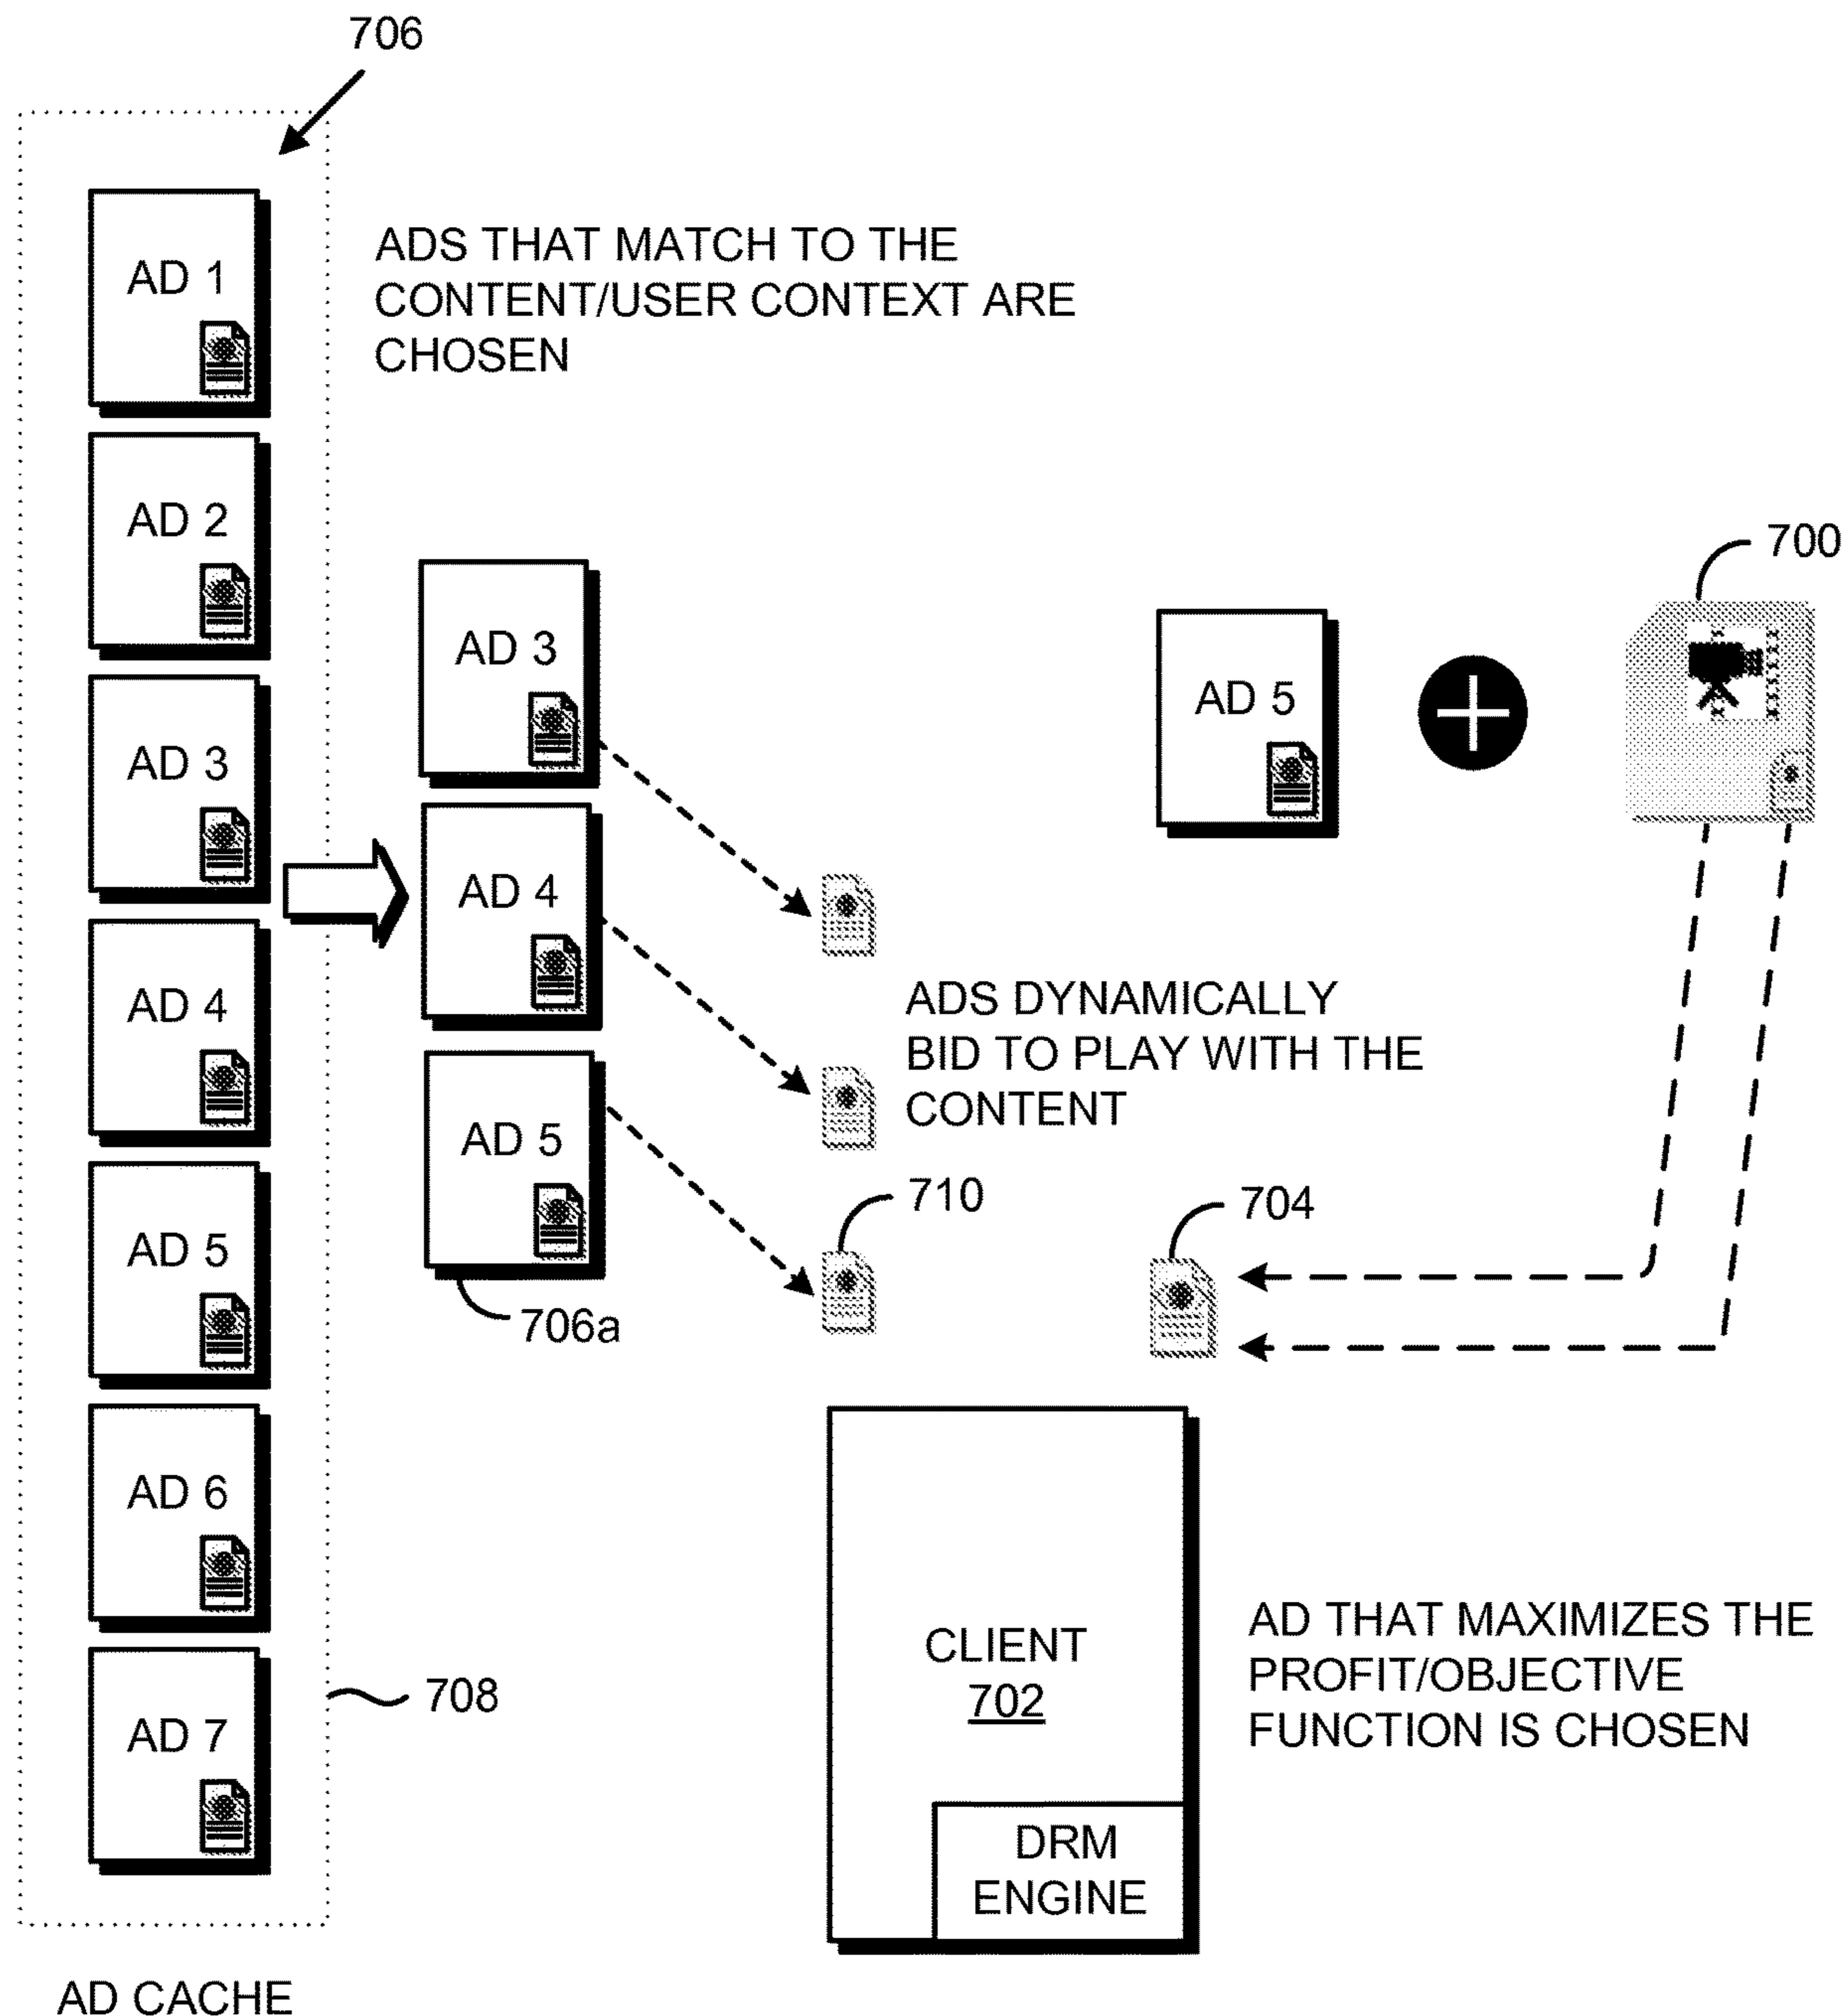 706
AD 1
AD 2
AD 3
AD 4
AD 5
AD 6
AD 7
708
AD CACHE
ADS THAT MATCH TO THE
CONTENT/USER CONTEXT ARE
CHOSEN
AD 3
AD 4
AD 5
706a
ADS DYNAMICALLY
BID TO PLAY WITH THE
CONTENT
710
704
AD 5
700
CLIENT
702
DRM
ENGINE
AD THAT MAXIMIZES THE
PROFIT/OBJECTIVE
FUNCTION IS CHOSEN